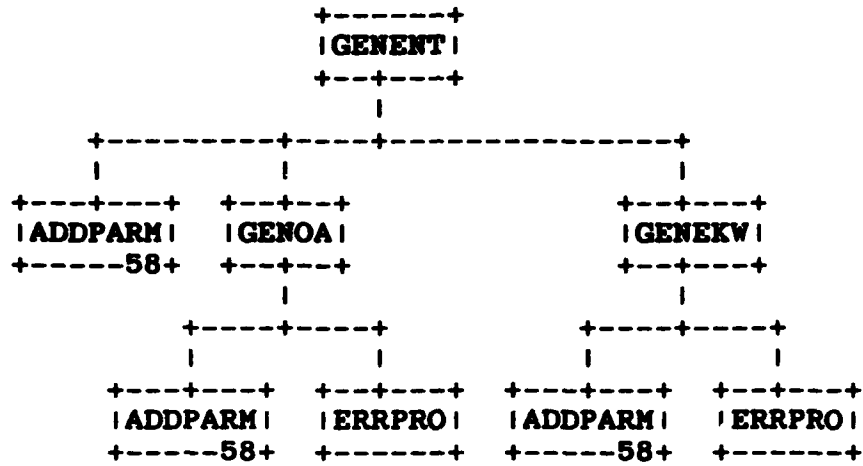 GENENT
ADDPARM GENOA GENEKW
58
ADDPARM ERRPRO ADDPARM ERRPRO
58 58